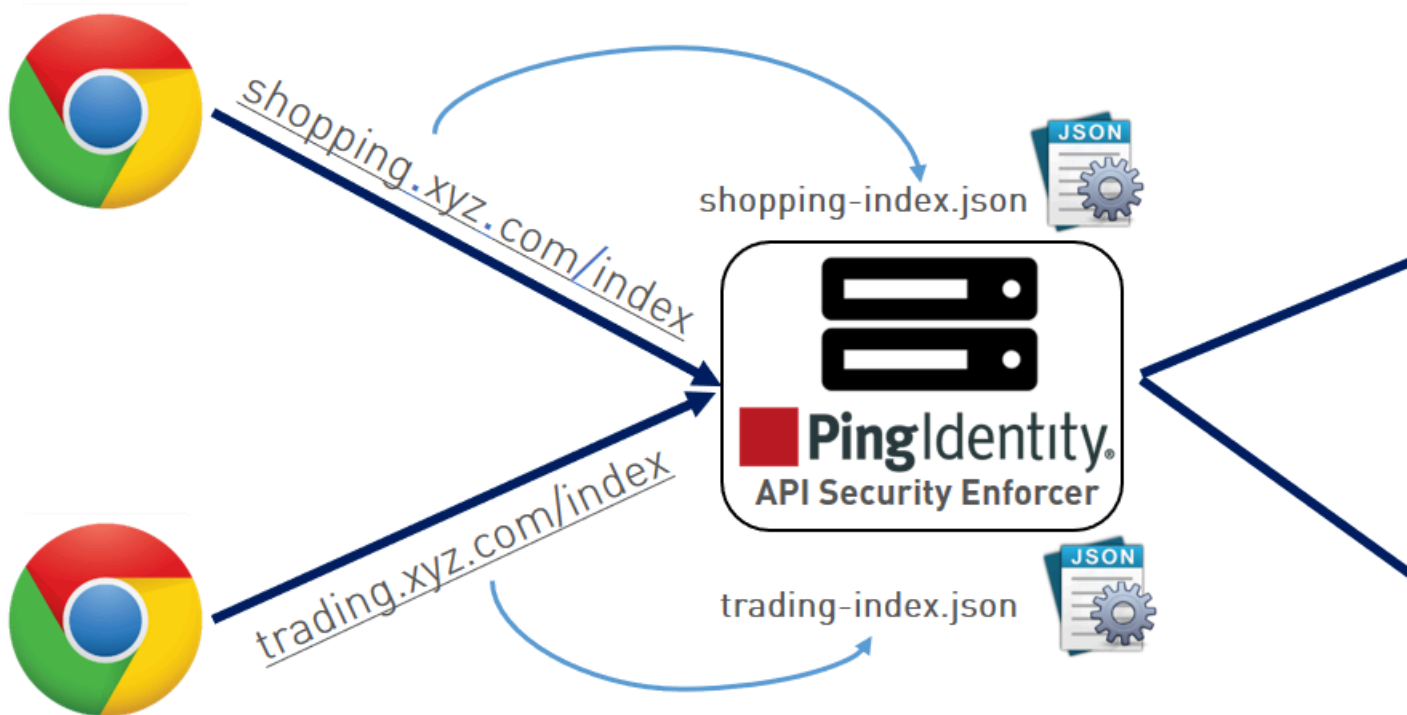 shopping.xyz.com/index
JSON
shopping-index.json
PingIdentity®
API Security Enforcer
trading.xyz.com/index
JSON
trading-index.json